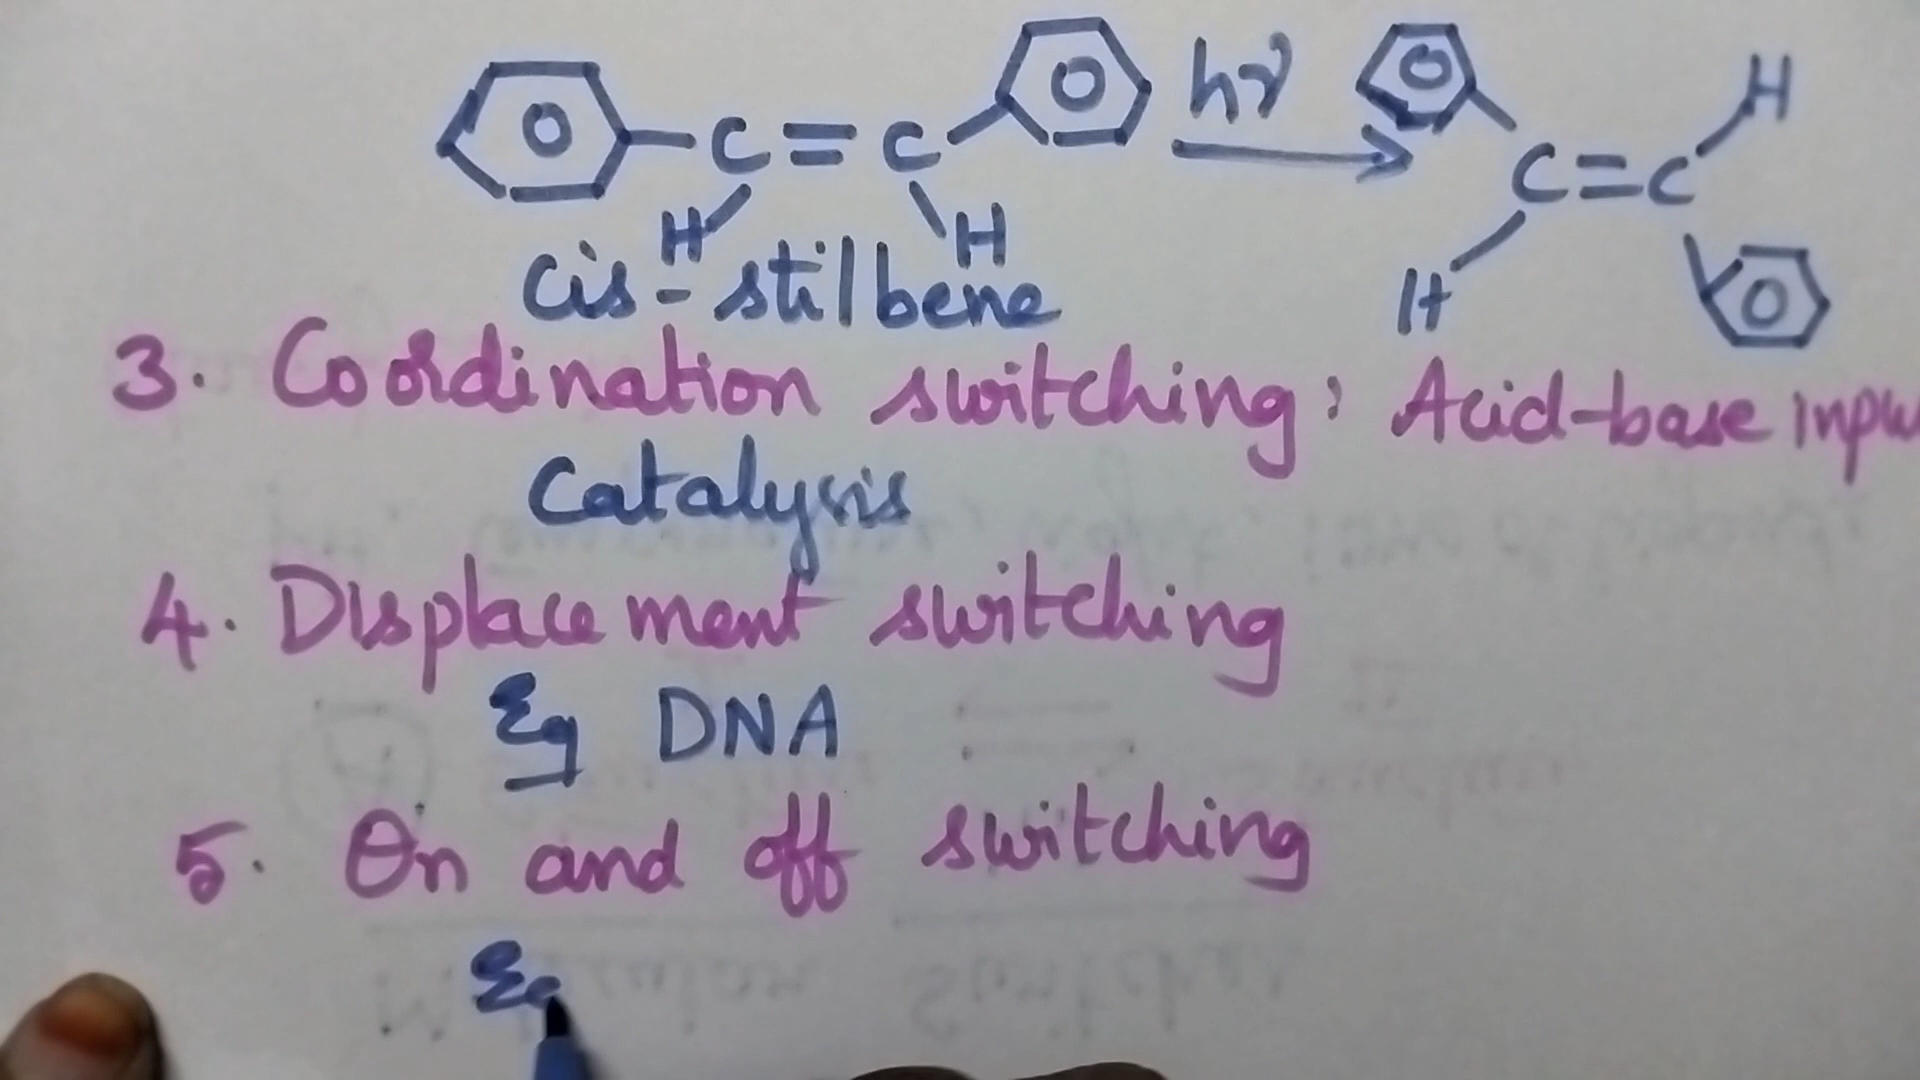 C = C hν H
H H C = C
Cis - stilbene H
3. Coordination switching : Acid-base inpu
Catalysis
4. Displacement switching
Eg DNA
5. On and off switching
Eg